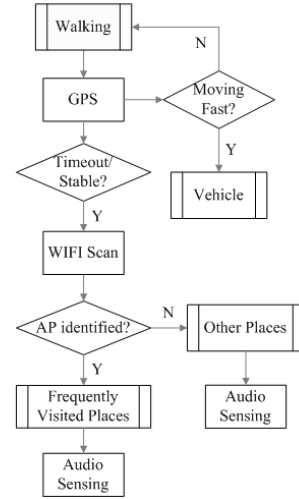 Walking
N
GPS
Moving
Fast?
Timeout/
Stable?
Y
Vehicle
Y
WIFI Scan
AP identified?
N
Other Places
Y
Frequently
Visited Places
Audio
Sensing
Audio
Sensing